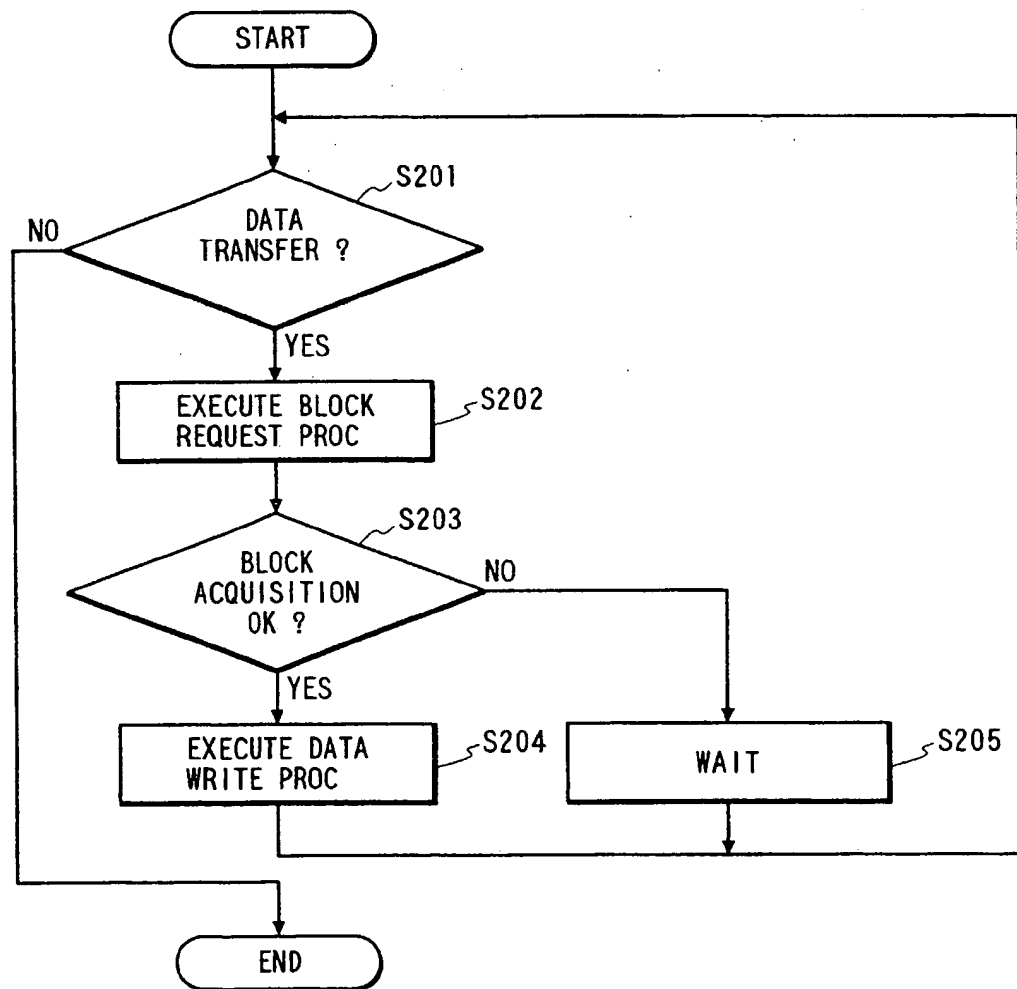 START
S201
DATA
TRANSFER ?
NO
YES
S202
EXECUTE BLOCK
REQUEST PROC
S203
BLOCK
ACQUISITION
OK ?
NO
YES
S204
EXECUTE DATA
WRITE PROC
S205
WAIT
END